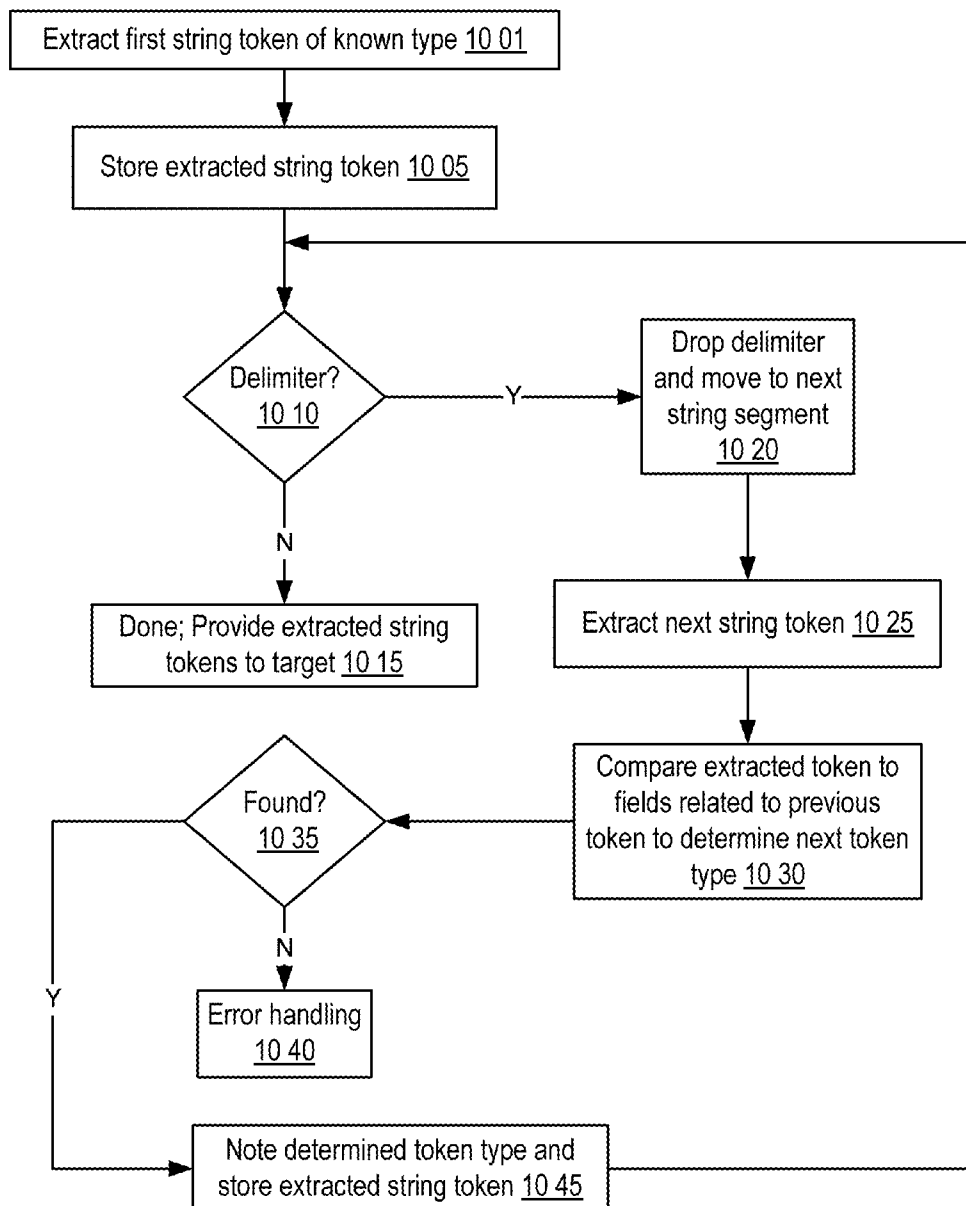 Extract first string token of known type 10 01
Store extracted string token 10 05
Delimiter?
10 10
Y
Drop delimiter
and move to next
string segment
10 20
N
Done; Provide extracted string
tokens to target 10 15
Extract next string token 10 25
Compare extracted token to
fields related to previous
token to determine next token
type 10 30
Found?
10 35
N
Y
Error handling
10 40
Note determined token type and
store extracted string token 10 45